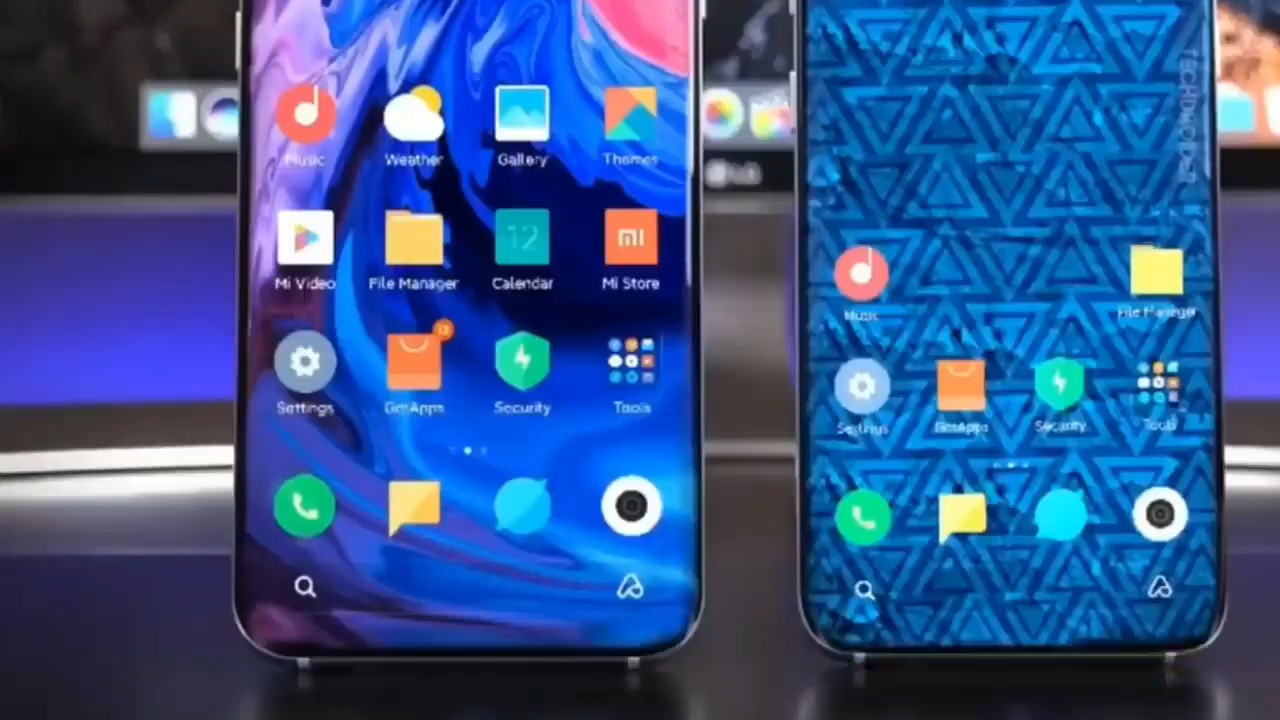 Music Weather Gallery Themes
12
mi
Mi Video File Manager Calendar Mi Store
Settings GetApps Security Tools
LG
Music File Manager
Settings GetApps Security Tools